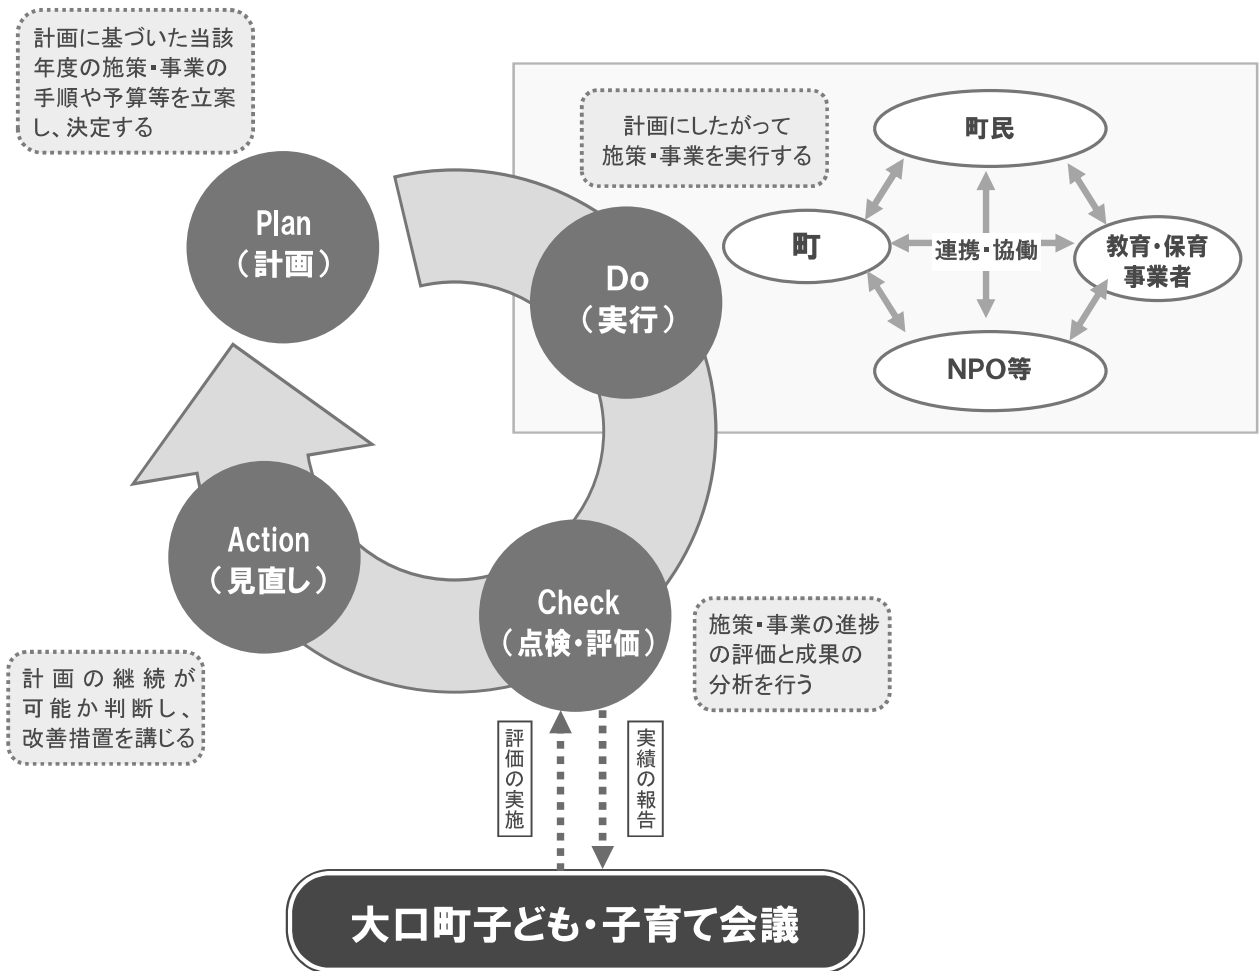 計画に基づいた当該
年度の施策・事業の
手順や予算等を立案
し、決定する
Plan
（計画）
計画にしたがって
施策・事業を実行する
Do
（実行）
町民
町
連携・協働
教育・保育
事業者
NPO等
Action
（見直し）
Check
（点検・評価）
施策・事業の進捗
の評価と成果の
分析を行う
計画の継続が
可能か判断し、
改善措置を講じる
評価の実施
実績の報告
大口町子ども・子育て会議